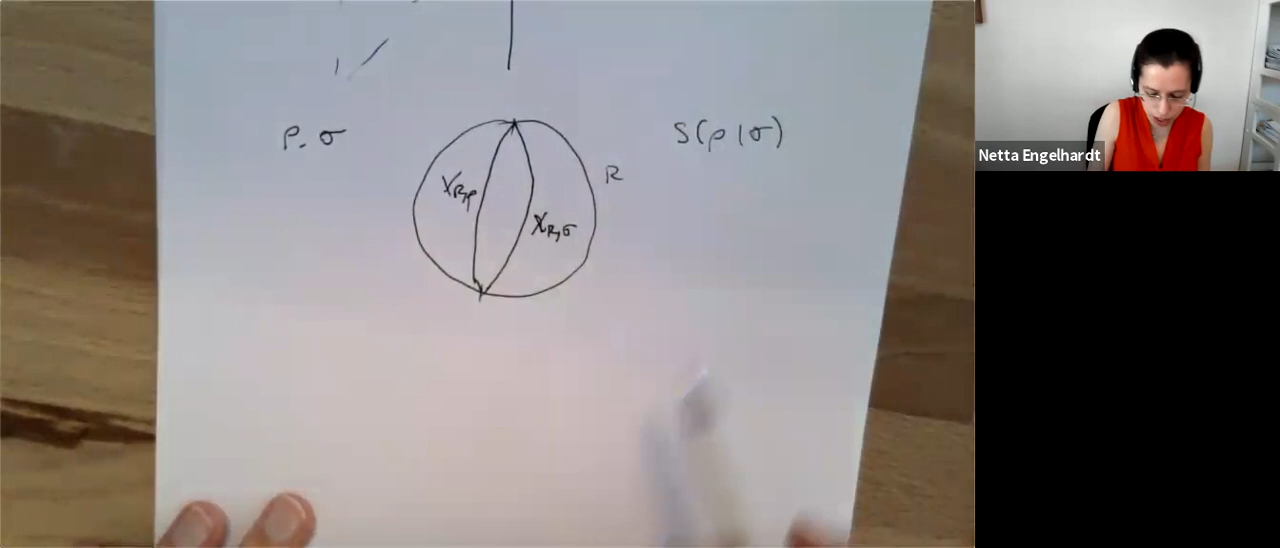 ρ, σ
S(ρ|σ)
R
X_{R,ρ}
X_{R,σ}
Netta Engelhardt